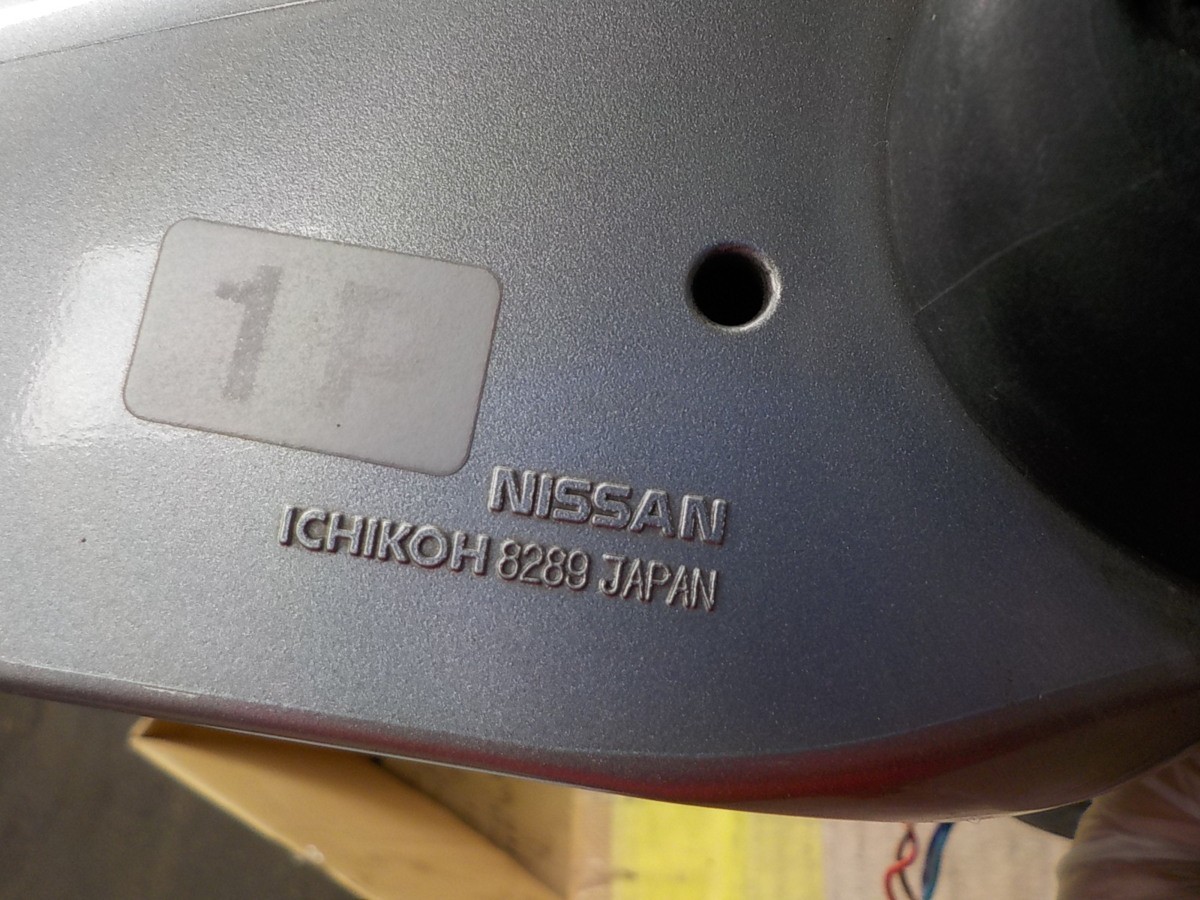 1F
NISSAN
ICHIKOH 8289 JAPAN